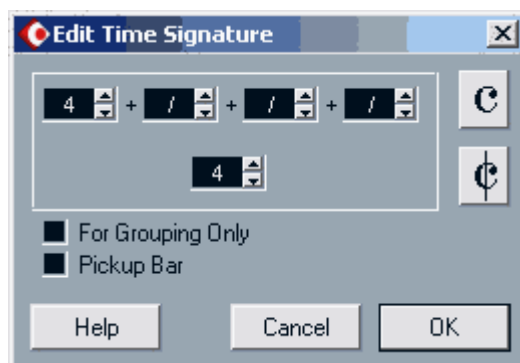 Edit Time Signature
4 + / + / + /
4
For Grouping Only
Pickup Bar
Help Cancel OK